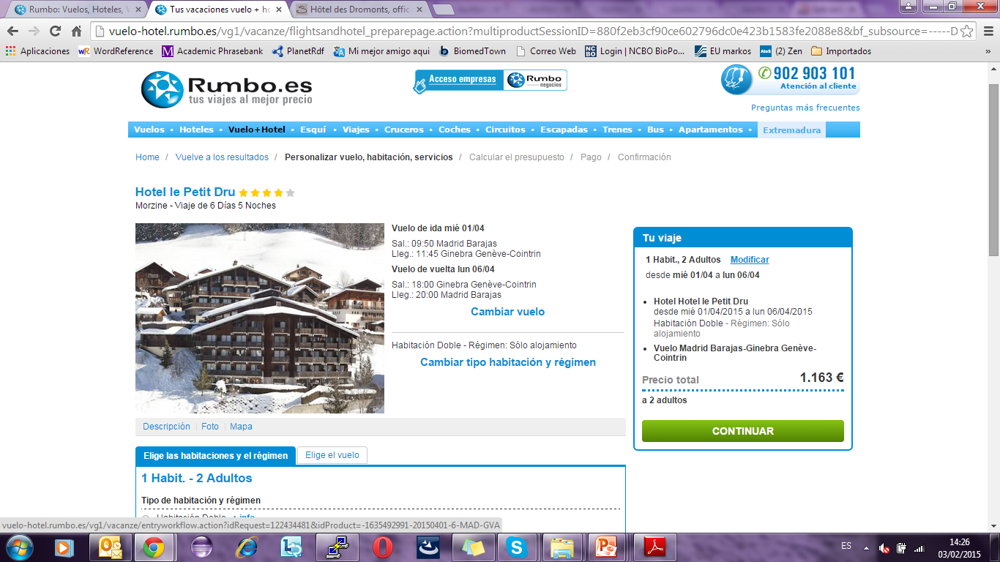 Rumbo: Vuelos, Hoteles, V
Tus vacaciones vuelo + ho
Hôtel des Dromonts, offic
vuelo-hotel.rumbo.es/vg1/vacanze/flightsandhotel_preparepage.action?multiproductSessionID=880f2eb3cf90ce602796dc0e423b1583fe2088e8&bf_subsource=-----D
Aplicaciones WordReference Academic Phrasebank PlanetRdf Mi mejor amigo aqui BiomedTown Correo Web Login | NCBO BioPo... EU markos (2) Zen Importados »
Rumbo.es
tus viajes al mejor precio
Acceso empresas Rumbo negocios
902 903 101
Atención al cliente
Preguntas más frecuentes
Vuelos • Hoteles • Vuelo+Hotel • Esquí • Viajes • Cruceros • Coches • Circuitos • Escapadas • Trenes • Bus • Apartamentos • Extremadura
Home / Vuelve a los resultados / Personalizar vuelo, habitación, servicios / Calcular el presupuesto / Pago / Confirmación
Hotel le Petit Dru
Morzine - Viaje de 6 Días 5 Noches
Vuelo de ida mié 01/04
Sal.: 09:50 Madrid Barajas
Lleg.: 11:45 Ginebra Genève-Cointrin
Vuelo de vuelta lun 06/04
Sal.: 18:00 Ginebra Genève-Cointrin
Lleg.: 20:00 Madrid Barajas
Cambiar vuelo
Habitación Doble - Régimen: Sólo alojamiento
Cambiar tipo habitación y régimen
Tu viaje
1 Habit., 2 Adultos Modificar
desde mié 01/04 a lun 06/04
• Hotel Hotel le Petit Dru
desde mié 01/04/2015 a lun 06/04/2015
Habitación Doble - Régimen: Sólo
alojamiento
• Vuelo Madrid Barajas-Ginebra Genève-
Cointrin
Precio total 1.163 €
a 2 adultos
CONTINUAR
Descripción | Foto | Mapa
Elige las habitaciones y el régimen Elige el vuelo
1 Habit. - 2 Adultos
Tipo de habitación y régimen
Habitación Doble + info
vuelo-hotel.rumbo.es/vg1/vacanze/entryworkflow.action?idRequest=122434481&idProduct=-1635492991-20150401-6-MAD-GVA
ES
14:26
03/02/2015